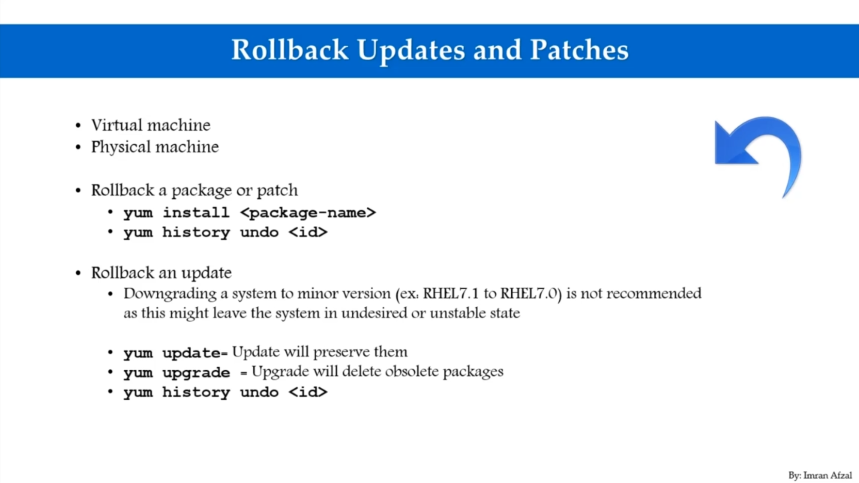 Rollback Updates and Patches
• Virtual machine
• Physical machine
• Rollback a package or patch
• yum install <package-name>
• yum history undo <id>
• Rollback an update
• Downgrading a system to minor version (ex: RHEL7.1 to RHEL7.0) is not recommended
as this might leave the system in undesired or unstable state
• yum update= Update will preserve them
• yum upgrade = Upgrade will delete obsolete packages
• yum history undo <id>
By: Imran Afzal